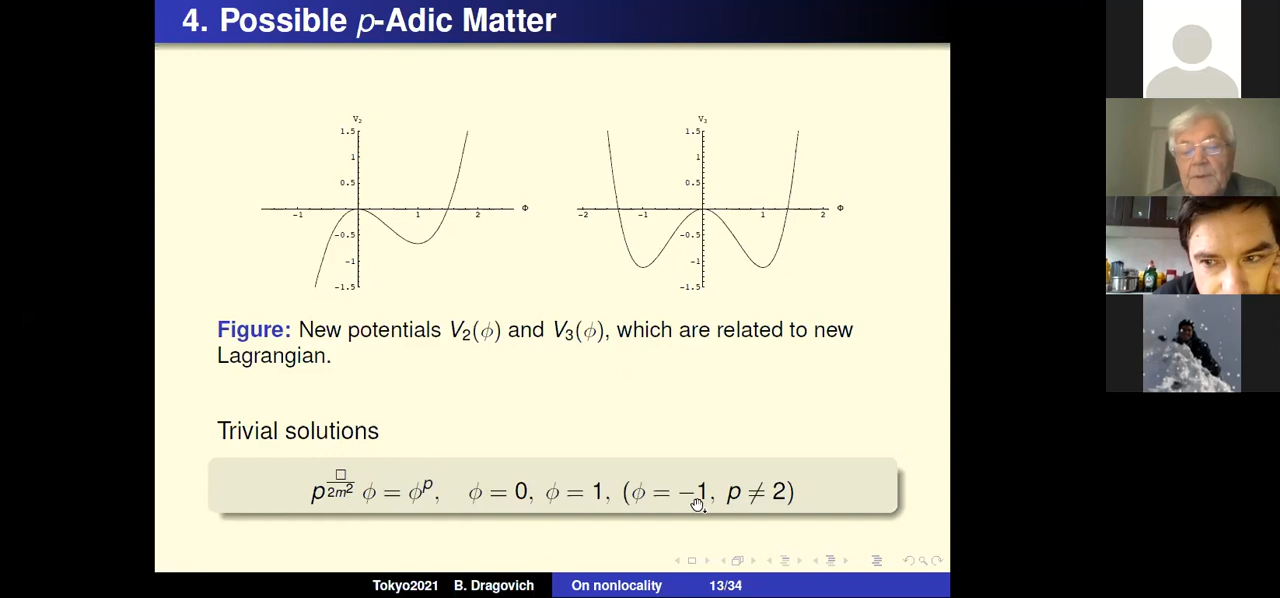 4. Possible p-Adic Matter
V₂
1.5
1
0.5
-0.5
-1
-1.5
-1 1 2 Φ
V₃
1.5
1
0.5
-0.5
-1
-1.5
-2 -1 1 2 Φ
Figure: New potentials V₂(ϕ) and V₃(ϕ), which are related to new
Lagrangian.
Trivial solutions
p^(□/2m²) ϕ = ϕ^p, ϕ = 0, ϕ = 1, (ϕ = −1, p ≠ 2)
Tokyo2021 B. Dragovich On nonlocality 13/34